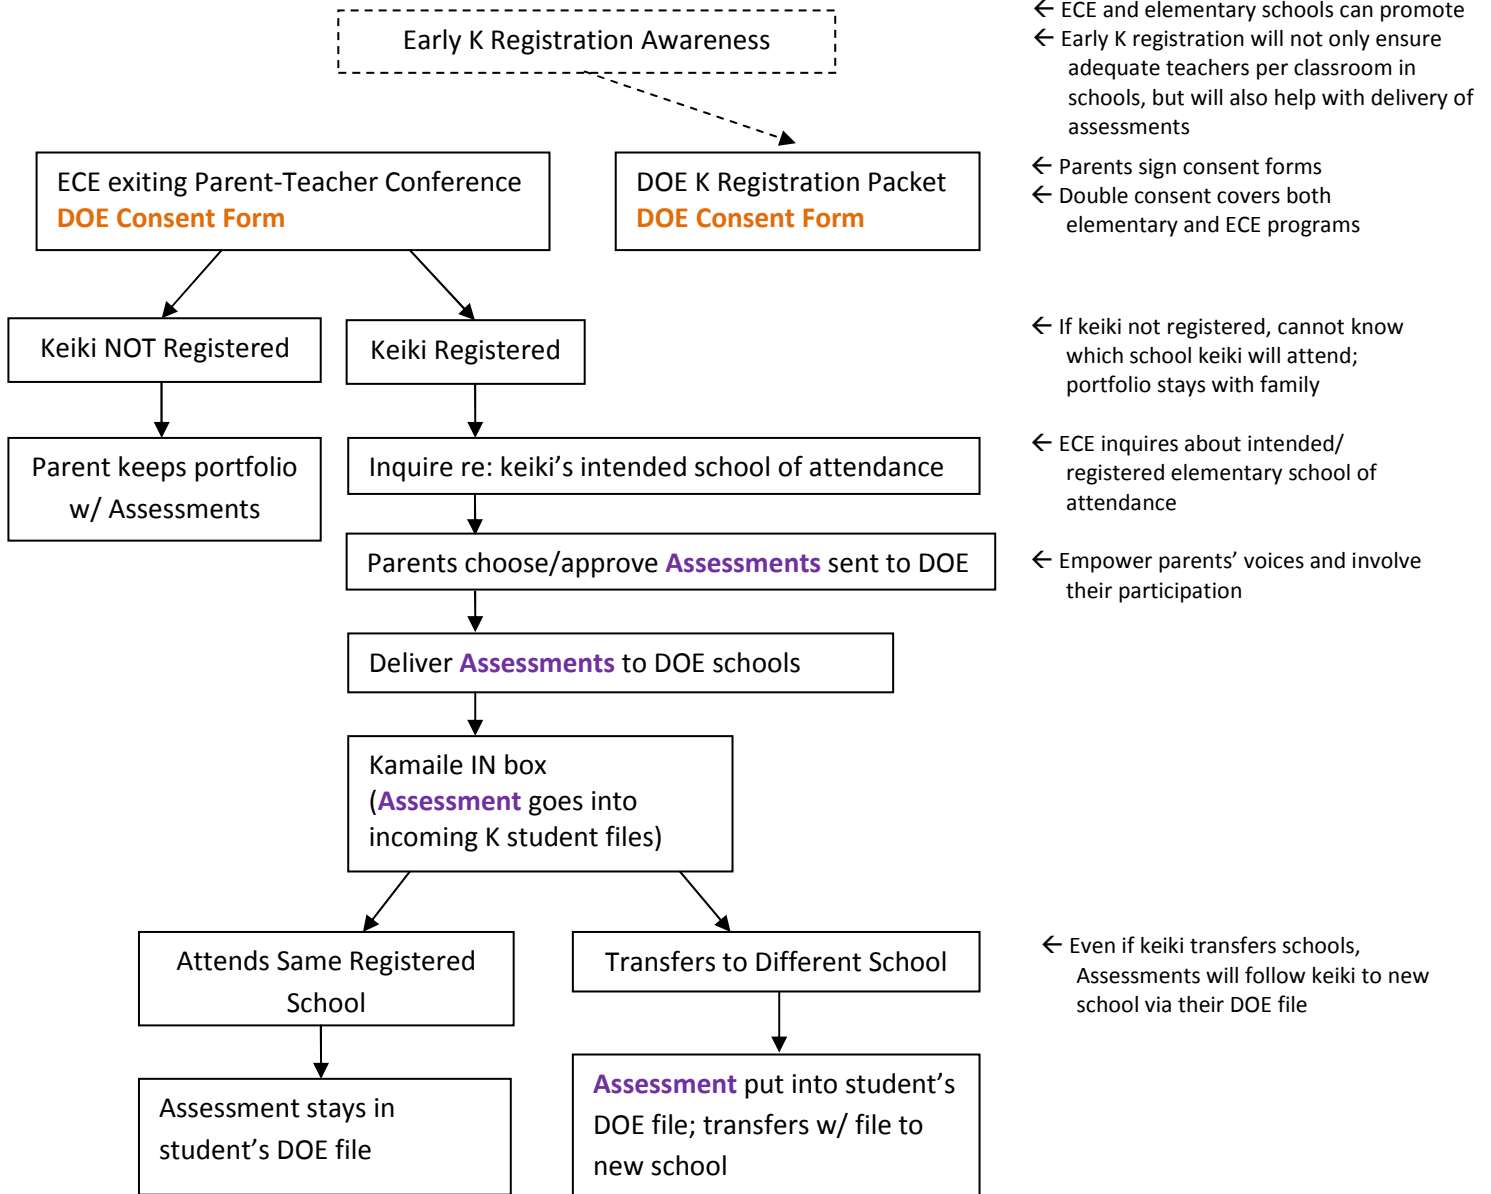 ← ECE and elementary schools can promote
Early K Registration Awareness
← Early K registration will not only ensure
adequate teachers per classroom in
schools, but will also help with delivery of
assessments
ECE exiting Parent-Teacher Conference
DOE Consent Form
DOE K Registration Packet
DOE Consent Form
← Parents sign consent forms
← Double consent covers both
elementary and ECE programs
Keiki NOT Registered
Keiki Registered
← If keiki not registered, cannot know
which school keiki will attend;
portfolio stays with family
Parent keeps portfolio
w/ Assessments
Inquire re: keiki’s intended school of attendance
← ECE inquires about intended/
registered elementary school of
attendance
Parents choose/approve Assessments sent to DOE
← Empower parents’ voices and involve
their participation
Deliver Assessments to DOE schools
Kamaile IN box
(Assessment goes into
incoming K student files)
Attends Same Registered
School
Transfers to Different School
← Even if keiki transfers schools,
Assessments will follow keiki to new
school via their DOE file
Assessment stays in
student’s DOE file
Assessment put into student’s
DOE file; transfers w/ file to
new school